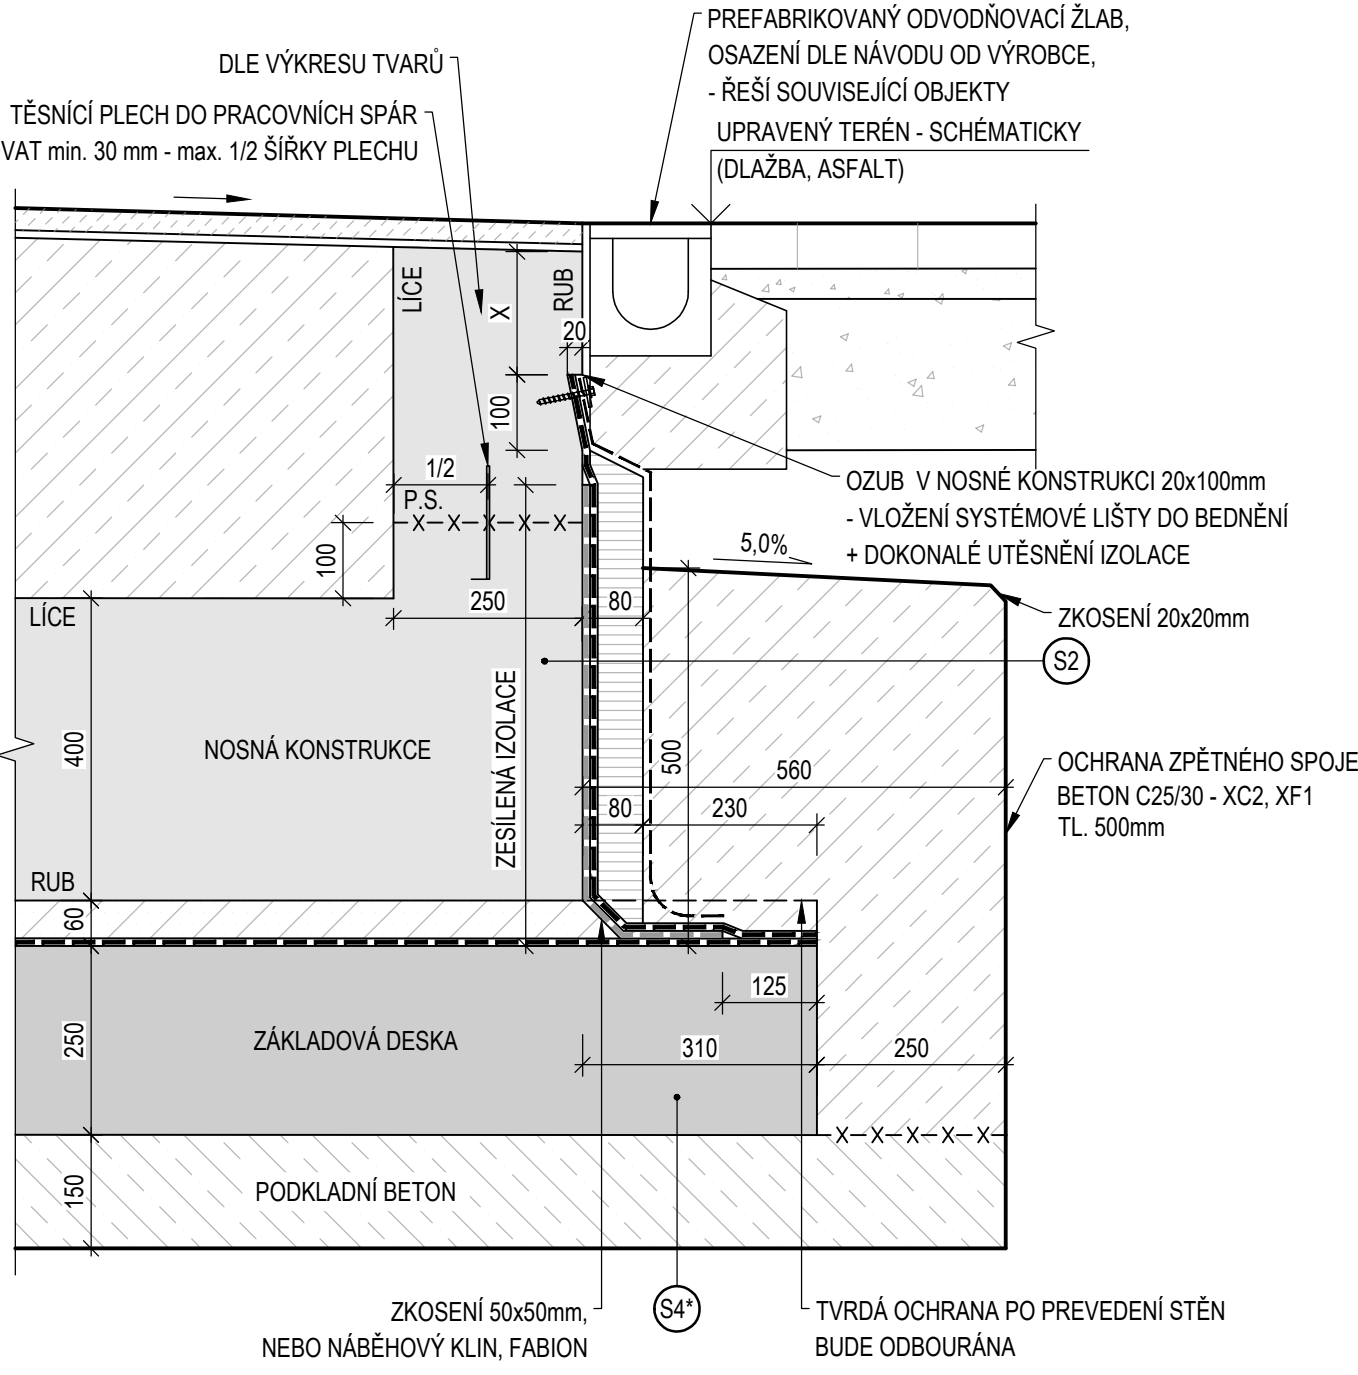 PREFABRIKOVANÝ ODVODŇOVACÍ ŽLAB,
OSAZENÍ DLE NÁVODU OD VÝROBCE,
- ŘEŠÍ SOUVISEJÍCÍ OBJEKTY
UPRAVENÝ TERÉN - SCHÉMATICKY
(DLAŽBA, ASFALT)
DLE VÝKRESU TVARŮ
TĚSNÍCÍ PLECH DO PRACOVNÍCH SPÁR
VAT min. 30 mm - max. 1/2 ŠÍŘKY PLECHU
LÍCE
X
RUB
20
100
1/2
P.S.
X X X X X
100
250
80
OZUB V NOSNÉ KONSTRUKCI 20x100mm
- VLOŽENÍ SYSTÉMOVÉ LIŠTY DO BEDNĚNÍ
+ DOKONALÉ UTĚSNĚNÍ IZOLACE
5,0%
ZKOSENÍ 20x20mm
S2
LÍCE
400
NOSNÁ KONSTRUKCE
ZESÍLENÁ IZOLACE
500
560
80
230
OCHRANA ZPĚTNÉHO SPOJE
BETON C25/30 - XC2, XF1
TL. 500mm
RUB
60
125
250
ZÁKLADOVÁ DESKA
310
250
X X X X X
150
PODKLADNÍ BETON
ZKOSENÍ 50x50mm,
NEBO NÁBĚHOVÝ KLIN, FABION
S4*
TVRDÁ OCHRANA PO PREVEDENÍ STĚN
BUDE ODBOURÁNA